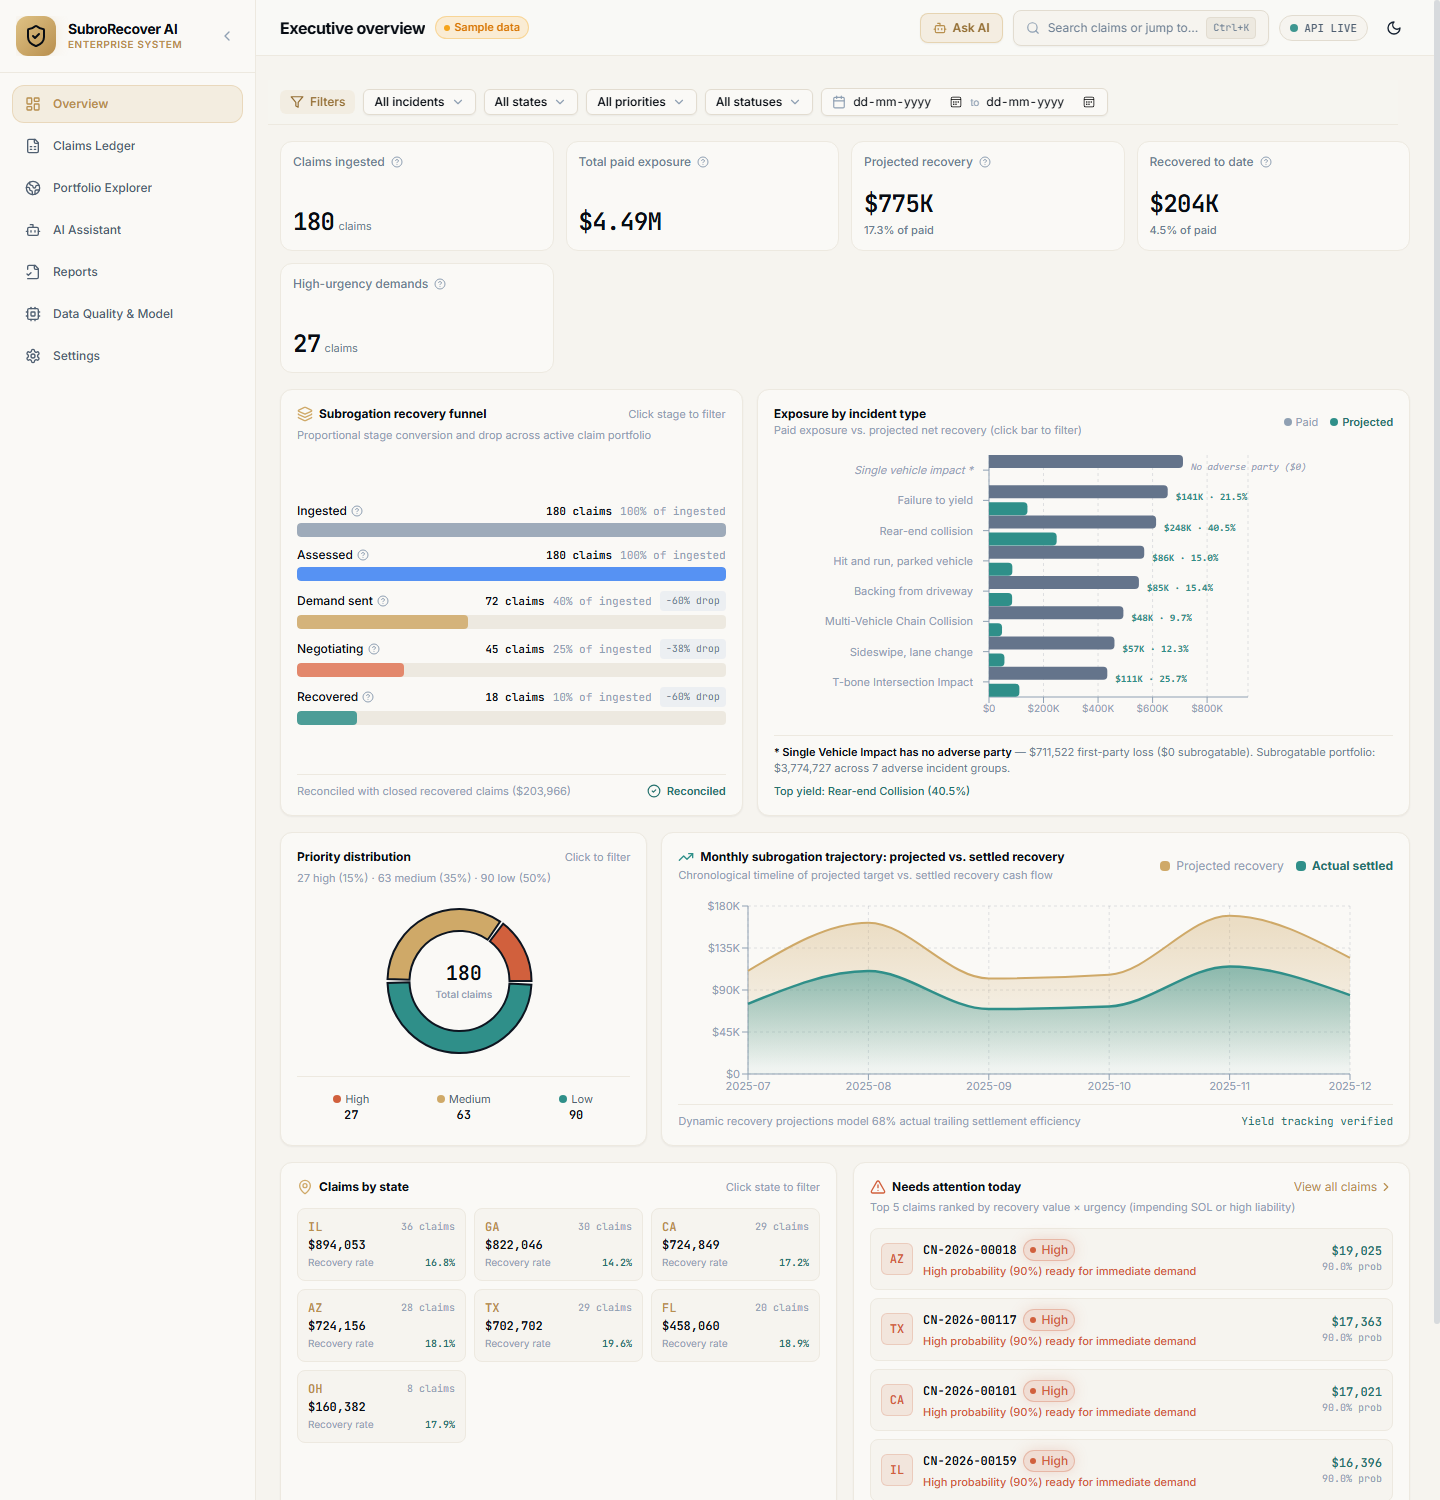 SubroRecover AI
ENTERPRISE SYSTEM
Overview
Claims Ledger
Portfolio Explorer
AI Assistant
Reports
Data Quality & Model
Settings
Executive overview
Sample data
Ask AI
Search claims or jump to...
Ctrl+K
API LIVE
Filters
All incidents
All states
All priorities
All statuses
dd-mm-yyyy to dd-mm-yyyy
Claims ingested
180 claims
Total paid exposure
$4.49M
Projected recovery
$775K
17.3% of paid
Recovered to date
$204K
4.5% of paid
High-urgency demands
27 claims
Subrogation recovery funnel
Click stage to filter
Proportional stage conversion and drop across active claim portfolio
Ingested 180 claims 100% of ingested
Assessed 180 claims 100% of ingested
Demand sent 72 claims 40% of ingested -60% drop
Negotiating 45 claims 25% of ingested -38% drop
Recovered 18 claims 10% of ingested -60% drop
Reconciled with closed recovered claims ($203,966)
Reconciled
Exposure by incident type
Paid exposure vs. projected net recovery (click bar to filter)
Paid
Projected
Single vehicle impact * No adverse party ($0)
Failure to yield $141K · 21.5%
Rear-end collision $248K · 40.5%
Hit and run, parked vehicle $86K · 15.0%
Backing from driveway $85K · 15.4%
Multi-Vehicle Chain Collision $48K · 9.7%
Sideswipe, lane change $57K · 12.3%
T-bone Intersection Impact $111K · 25.7%
$0 $200K $400K $600K $800K
* Single Vehicle Impact has no adverse party — $711,522 first-party loss ($0 subrogatable). Subrogatable portfolio:
$3,774,727 across 7 adverse incident groups.
Top yield: Rear-end Collision (40.5%)
Priority distribution
Click to filter
27 high (15%) · 63 medium (35%) · 90 low (50%)
180
Total claims
High
27
Medium
63
Low
90
Monthly subrogation trajectory: projected vs. settled recovery
Chronological timeline of projected target vs. settled recovery cash flow
Projected recovery
Actual settled
$180K
$135K
$90K
$45K
$0
2025-07 2025-08 2025-09 2025-10 2025-11 2025-12
Dynamic recovery projections model 68% actual trailing settlement efficiency
Yield tracking verified
Claims by state
Click state to filter
IL 36 claims
$894,053
Recovery rate 16.8%
GA 30 claims
$822,046
Recovery rate 14.2%
CA 29 claims
$724,849
Recovery rate 17.2%
AZ 28 claims
$724,156
Recovery rate 18.1%
TX 29 claims
$702,702
Recovery rate 19.6%
FL 20 claims
$458,060
Recovery rate 18.9%
OH 8 claims
$160,382
Recovery rate 17.9%
Needs attention today
View all claims
Top 5 claims ranked by recovery value × urgency (impending SOL or high liability)
AZ
CN-2026-00018 High
High probability (90%) ready for immediate demand
$19,025
90.0% prob
TX
CN-2026-00117 High
High probability (90%) ready for immediate demand
$17,363
90.0% prob
CA
CN-2026-00101 High
High probability (90%) ready for immediate demand
$17,021
90.0% prob
IL
CN-2026-00159 High
High probability (90%) ready for immediate demand
$16,396
90.0% prob